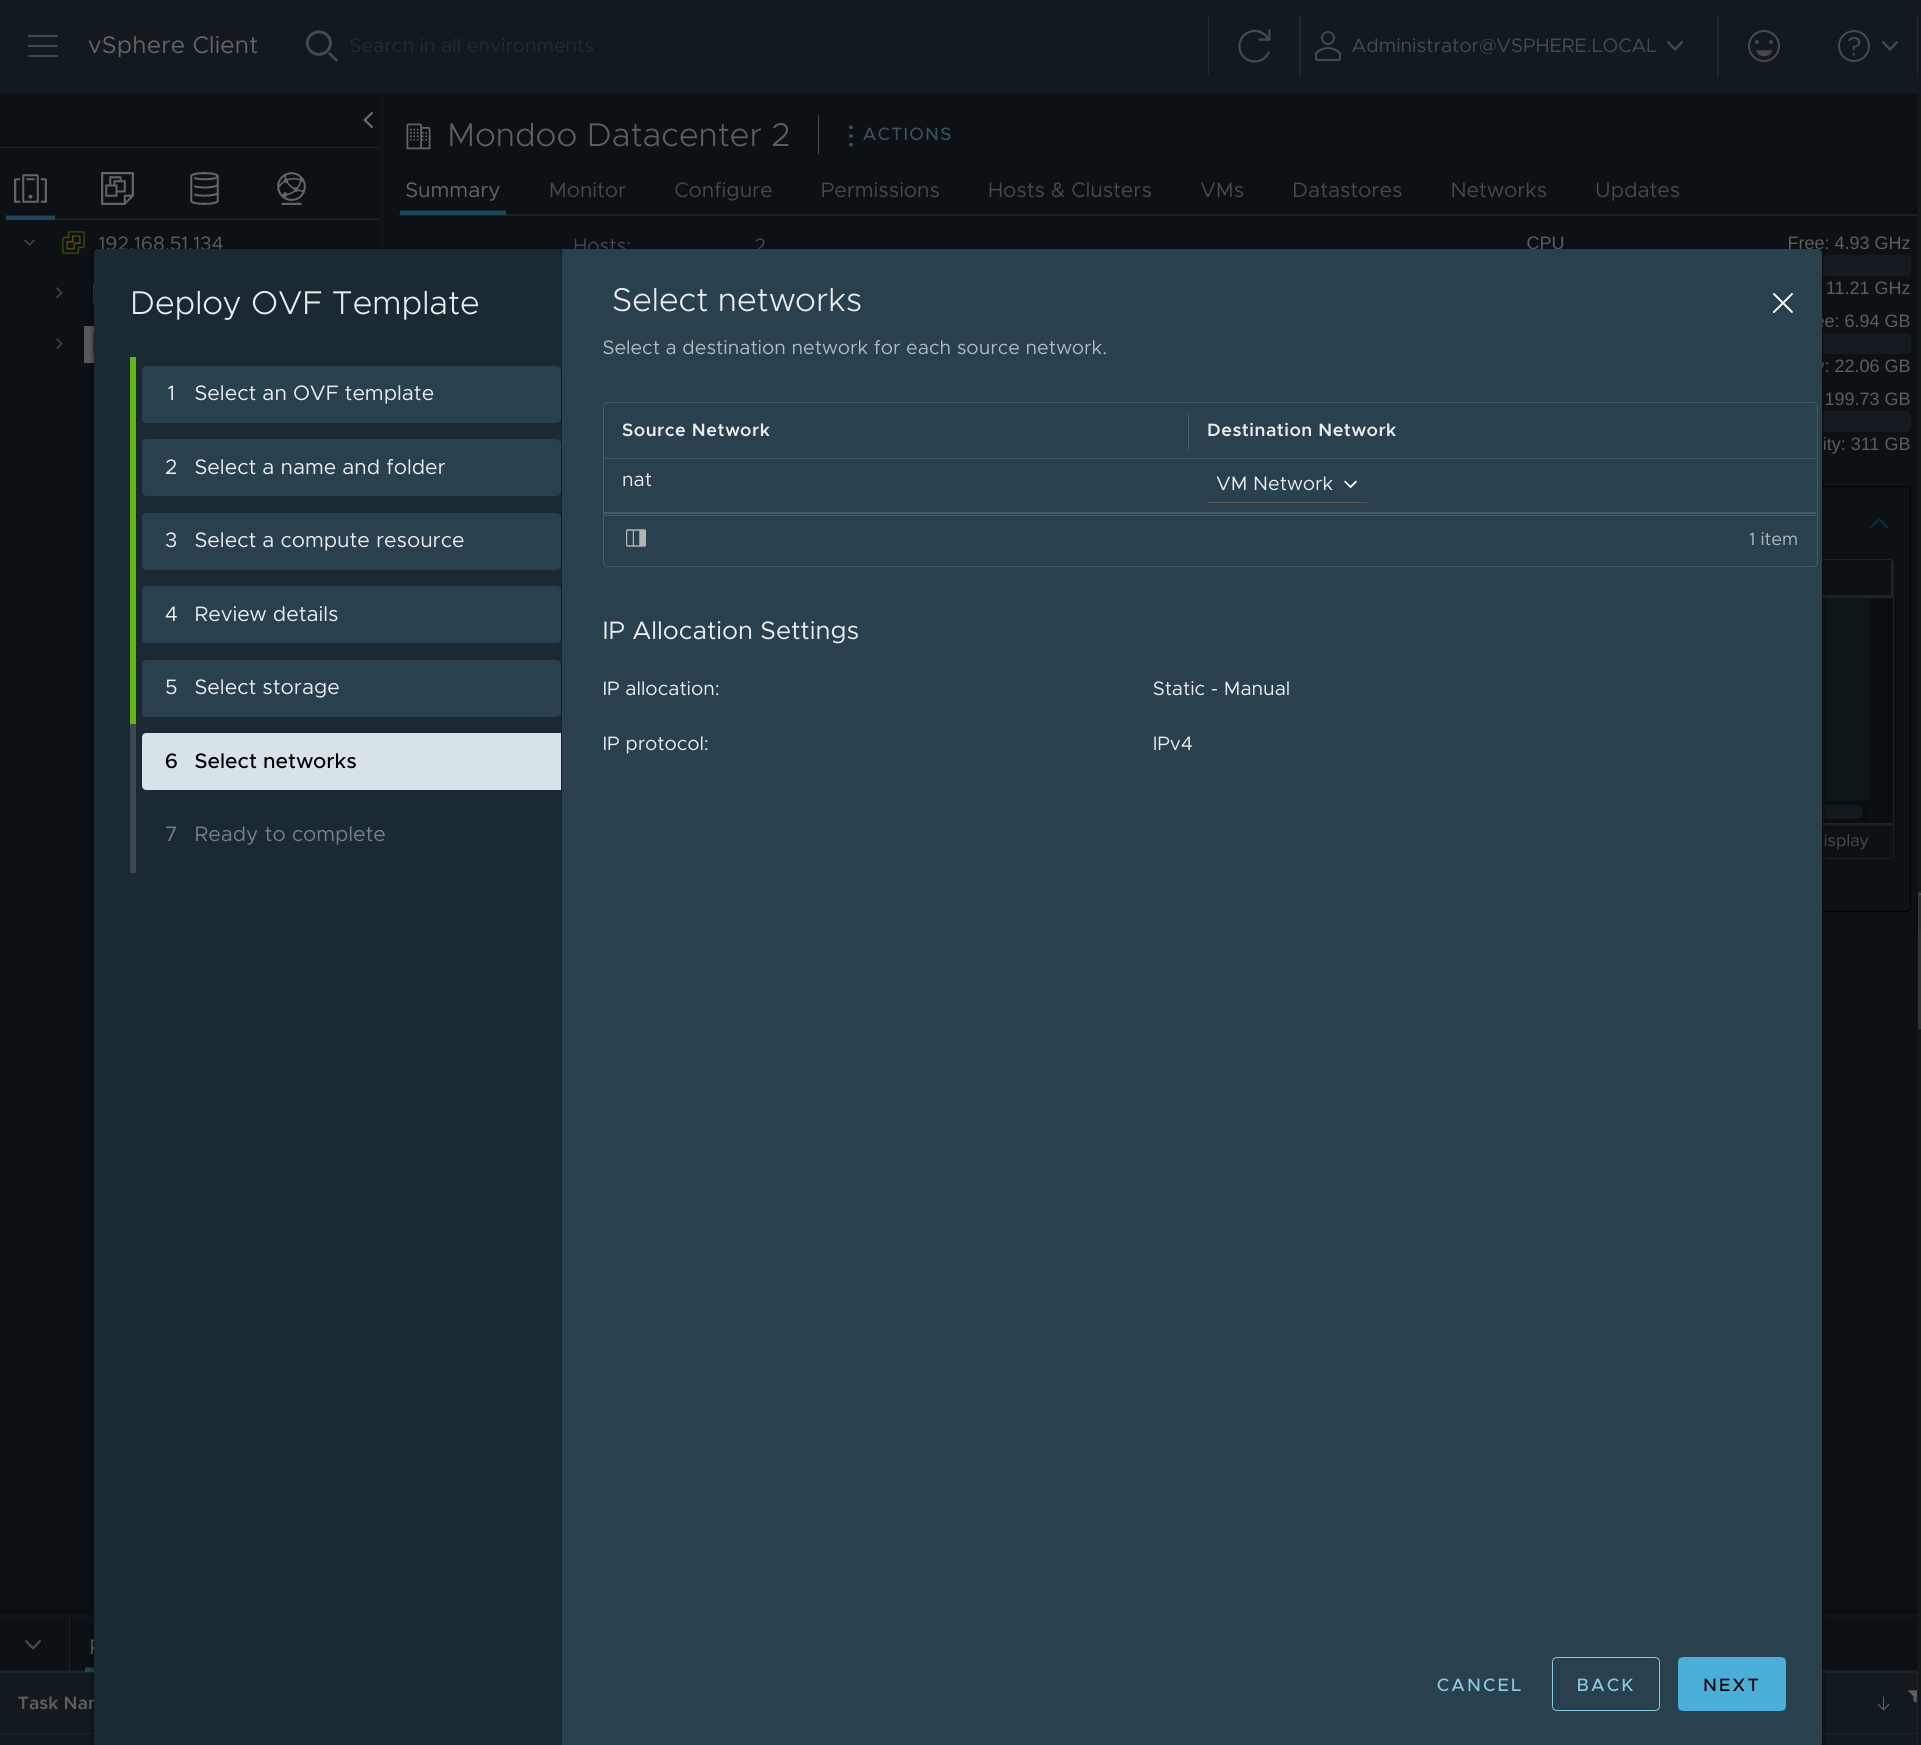 vSphere Client
Search in all environments
Administrator@VSPHERE.LOCAL
Mondoo Datacenter 2
ACTIONS
Summary Monitor Configure Permissions Hosts & Clusters VMs Datastores Networks Updates
192.168.51.134
Hosts: 2
CPU Free: 4.93 GHz
11.21 GHz
6.94 GB
22.06 GB
199.73 GB
311 GB
Deploy OVF Template
1 Select an OVF template
2 Select a name and folder
3 Select a compute resource
4 Review details
5 Select storage
6 Select networks
7 Ready to complete
Select networks
Select a destination network for each source network.
Source Network Destination Network
nat VM Network
1 item
IP Allocation Settings
IP allocation: Static - Manual
IP protocol: IPv4
CANCEL BACK NEXT
Task